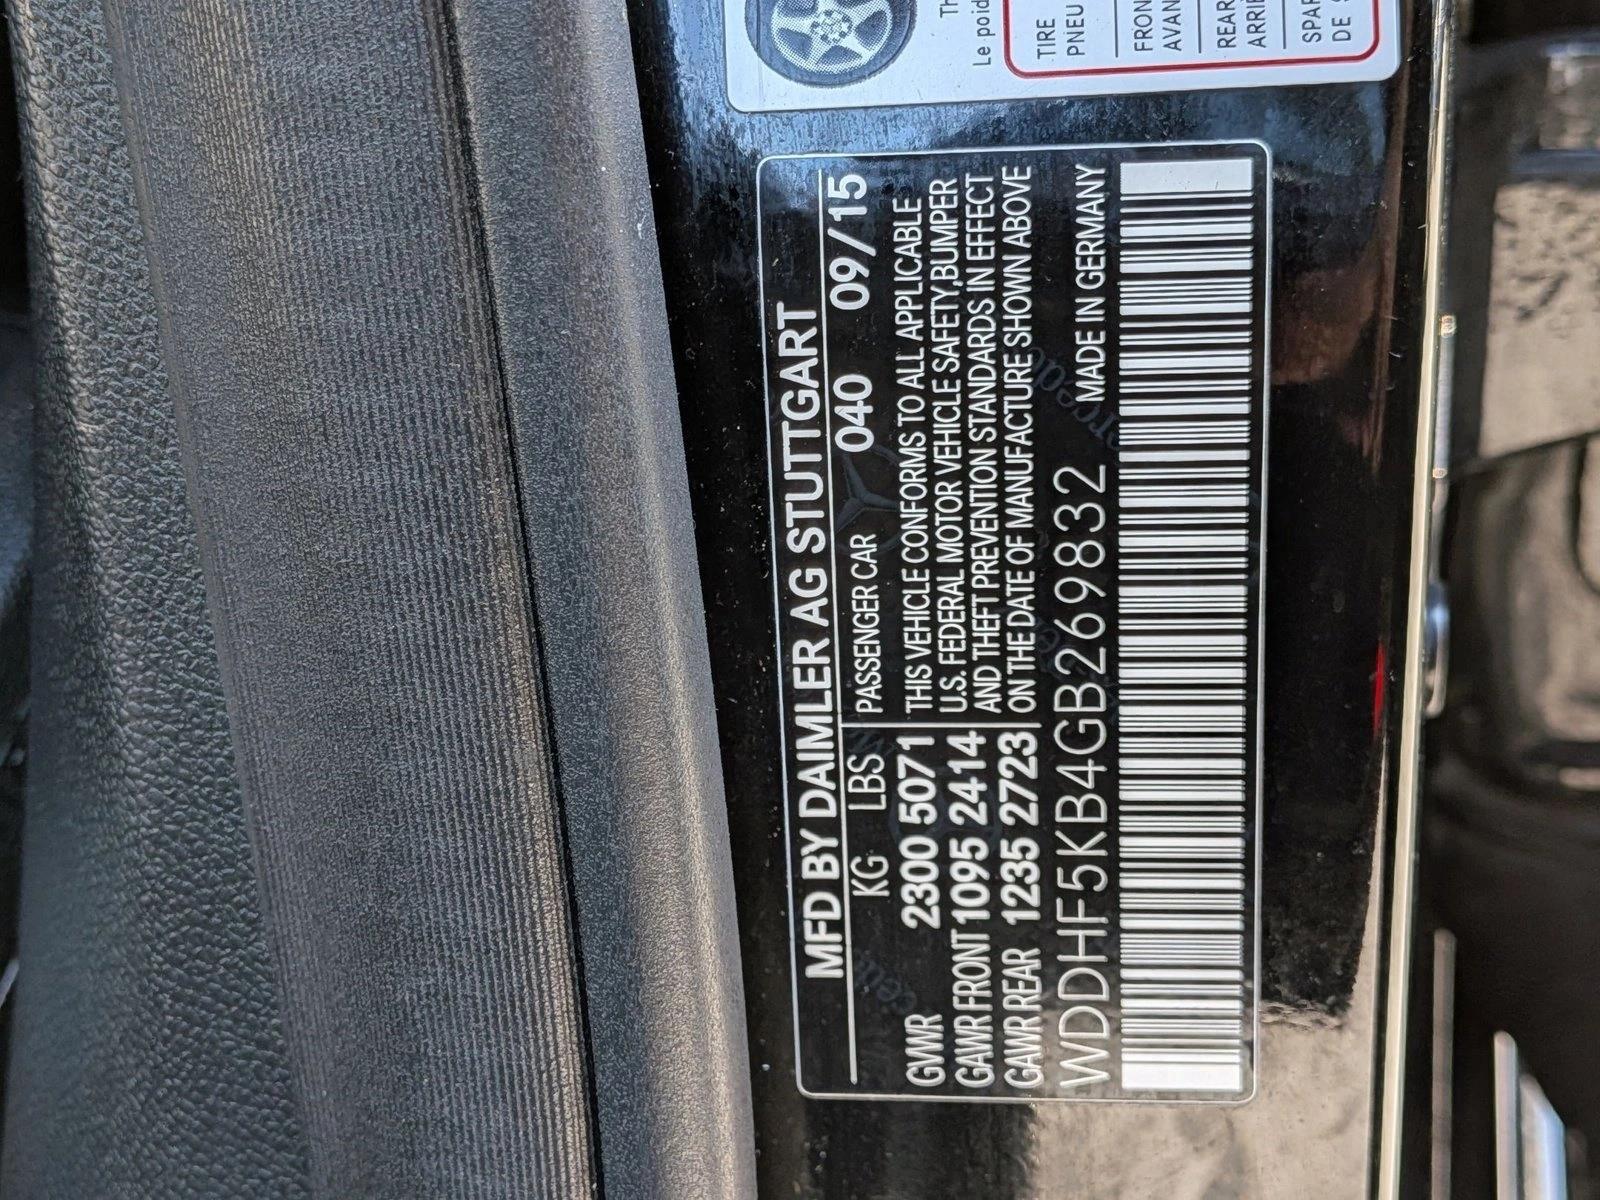 MFD BY DAIMLER AG STUTTGART
KG LBS PASSENGER CAR 040 09/15
GVWR 2300 5071 THIS VEHICLE CONFORMS TO ALL APPLICABLE
GAWR FRONT 1095 2414 U.S. FEDERAL MOTOR VEHICLE SAFETY,BUMPER
GAWR REAR 1235 2723 AND THEFT PREVENTION STANDARDS IN EFFECT
ON THE DATE OF MANUFACTURE SHOWN ABOVE
WDDHF5KB4GB269832 MADE IN GERMANY
Le
TIRE
PNEU